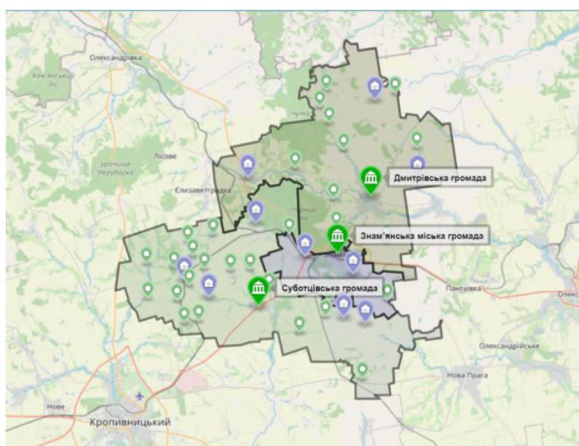 Олександрівка
Лісове
Єлизаветградка
Дмитрівська громада
Знам'янська міська громада
Суботцівська громада
Пантаївка
Олександрійське
Нова Прага
Нове
Кропивницький